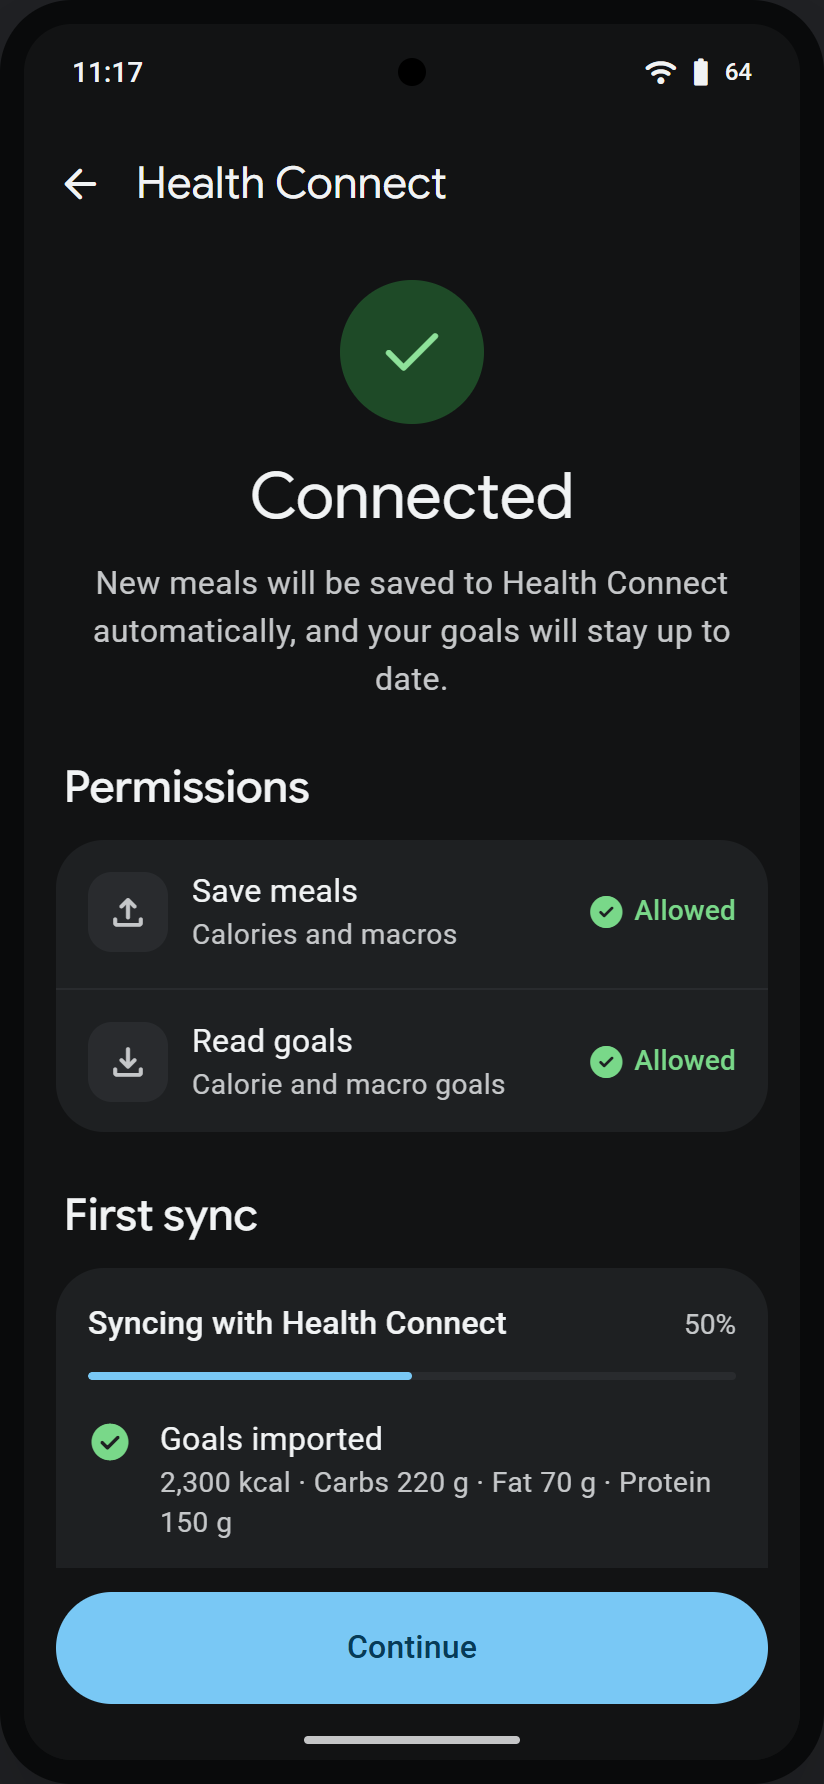 11:17
64
Health Connect
Connected
New meals will be saved to Health Connect
automatically, and your goals will stay up to
date.
Permissions
Save meals
Calories and macros
Allowed
Read goals
Calorie and macro goals
Allowed
First sync
Syncing with Health Connect
50%
Goals imported
2,300 kcal · Carbs 220 g · Fat 70 g · Protein
150 g
Continue